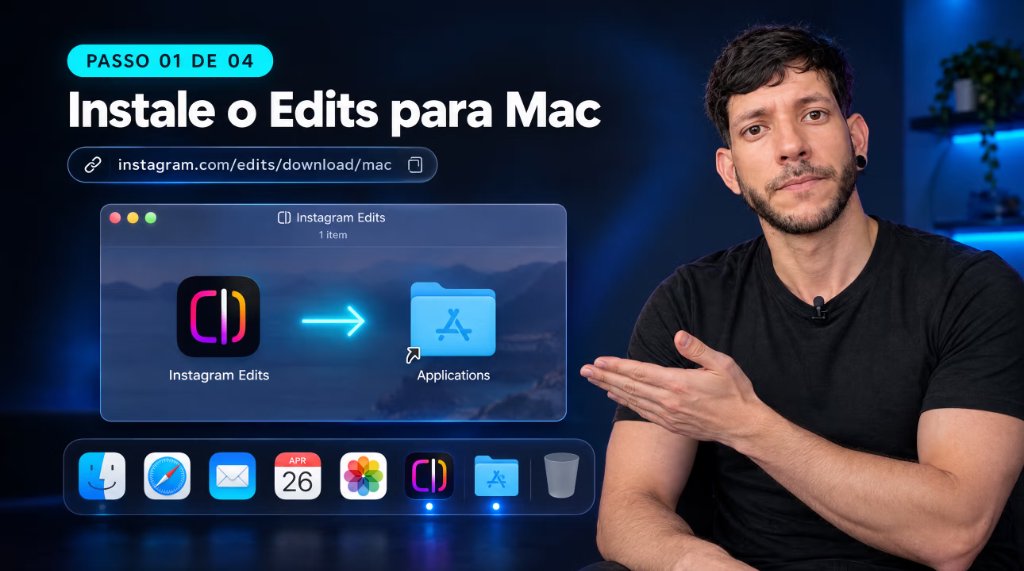 PASSO 01 DE 04
Instale o Edits para Mac
instagram.com/edits/download/mac
Instagram Edits
1 item
Instagram Edits
Applications
APR
26